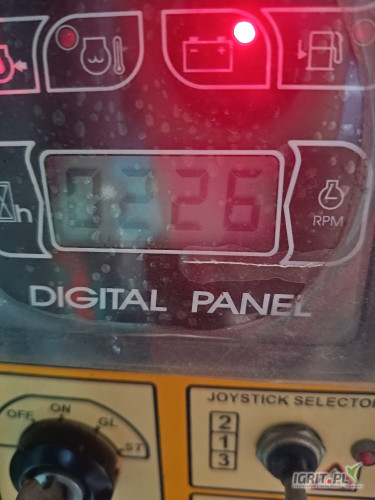 0226
h
RPM
DIGITAL PANEL
OFF ON GL ST
JOYSTICK SELECTOR
2
1
3
IGRIT.PL